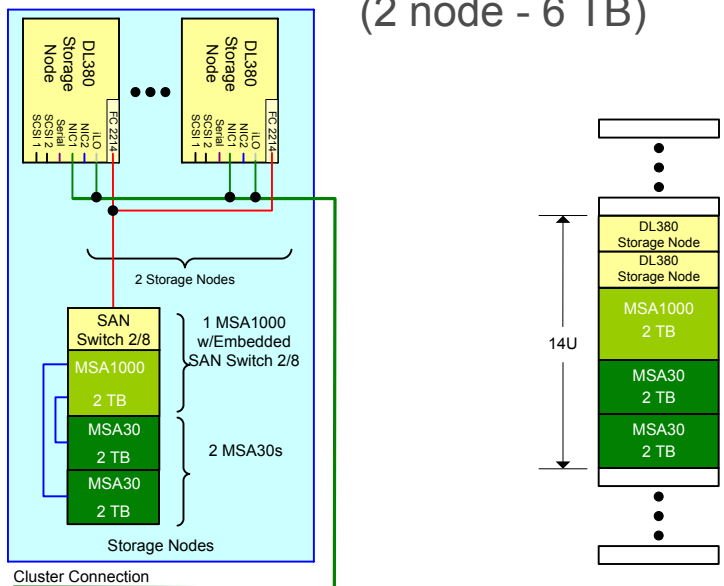 (2 node - 6 TB)
DL380
Storage
Node
SCSI 1
SCSI 2
Serial
NIC1
NIC2
iLO
FC 2214
DL380
Storage
Node
SCSI 1
SCSI 2
Serial
NIC1
NIC2
iLO
FC 2214
2 Storage Nodes
SAN
Switch 2/8
MSA1000
2 TB
MSA30
2 TB
MSA30
2 TB
1 MSA1000
w/Embedded
SAN Switch 2/8
2 MSA30s
Storage Nodes
Cluster Connection
14U
DL380
Storage Node
DL380
Storage Node
MSA1000
2 TB
MSA30
2 TB
MSA30
2 TB